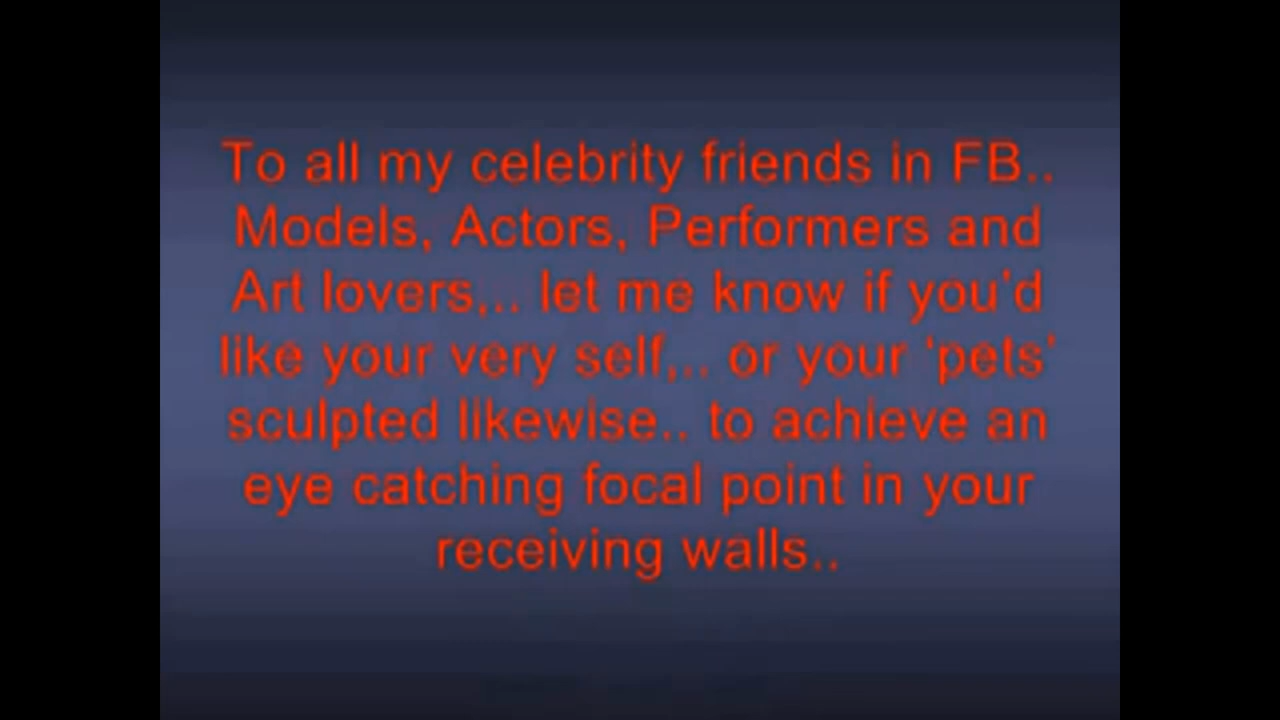 To all my celebrity friends in FB..
Models, Actors, Performers and
Art lovers,.. let me know if you'd
like your very self,.. or your 'pets'
sculpted likewise.. to achieve an
eye catching focal point in your
receiving walls..